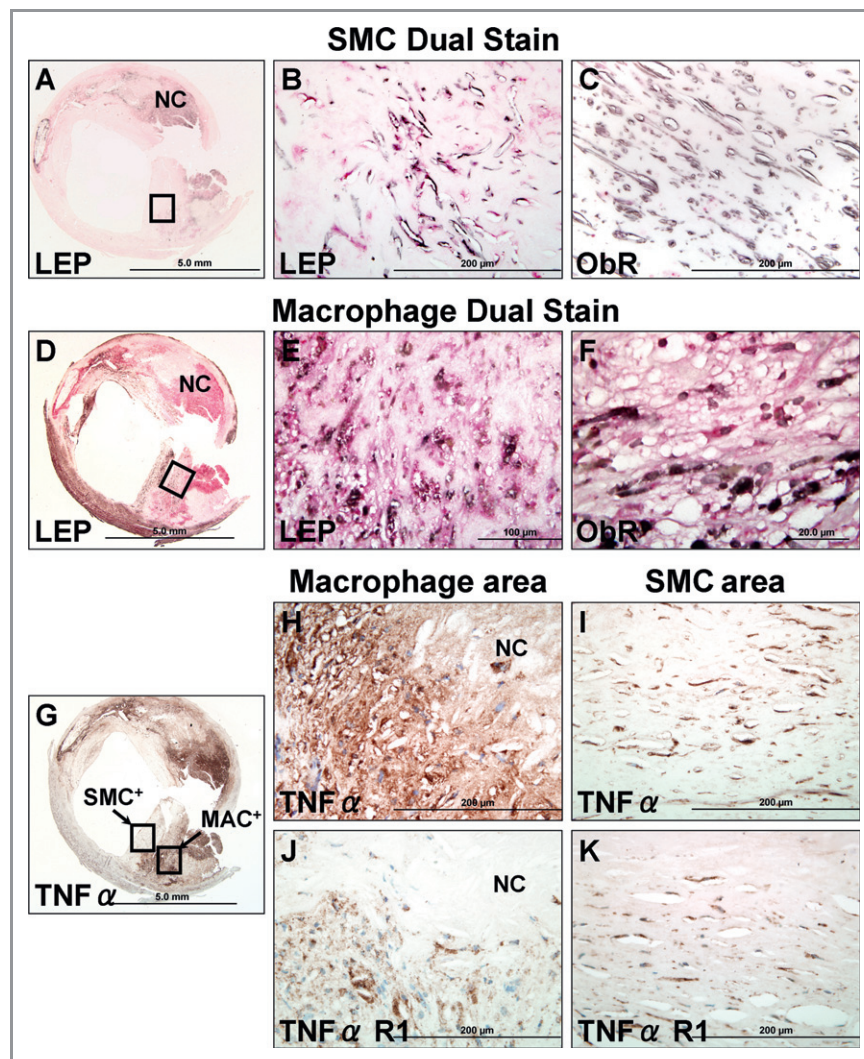 SMC Dual Stain
A
NC
LEP
5.0 mm
B
LEP
200 µm
C
ObR
200 µm
Macrophage Dual Stain
D
NC
LEP
5.0 mm
E
LEP
100 µm
F
ObR
20.0 µm
Macrophage area
SMC area
G
SMC⁺
MAC⁺
TNF α
5.0 mm
H
NC
TNF α
200 µm
I
TNF α
200 µm
J
NC
TNF α R1
200 µm
K
TNF α R1
200 µm